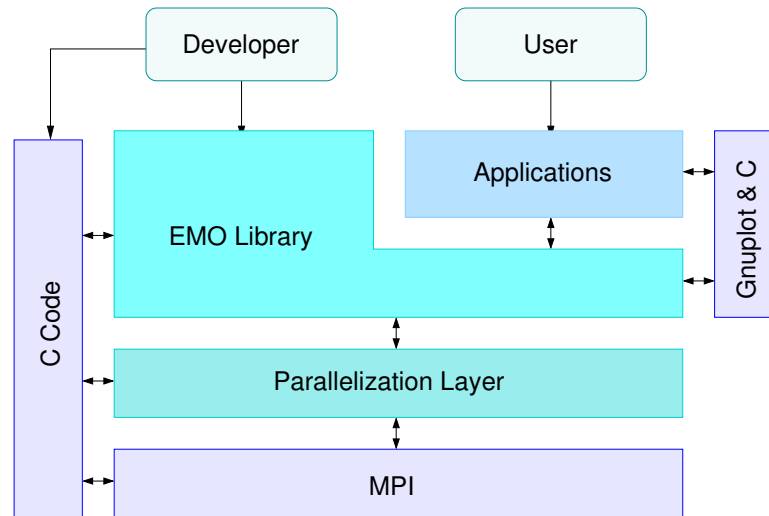 Developer
User
Applications
EMO Library
Gnuplot & C
C Code
Parallelization Layer
MPI